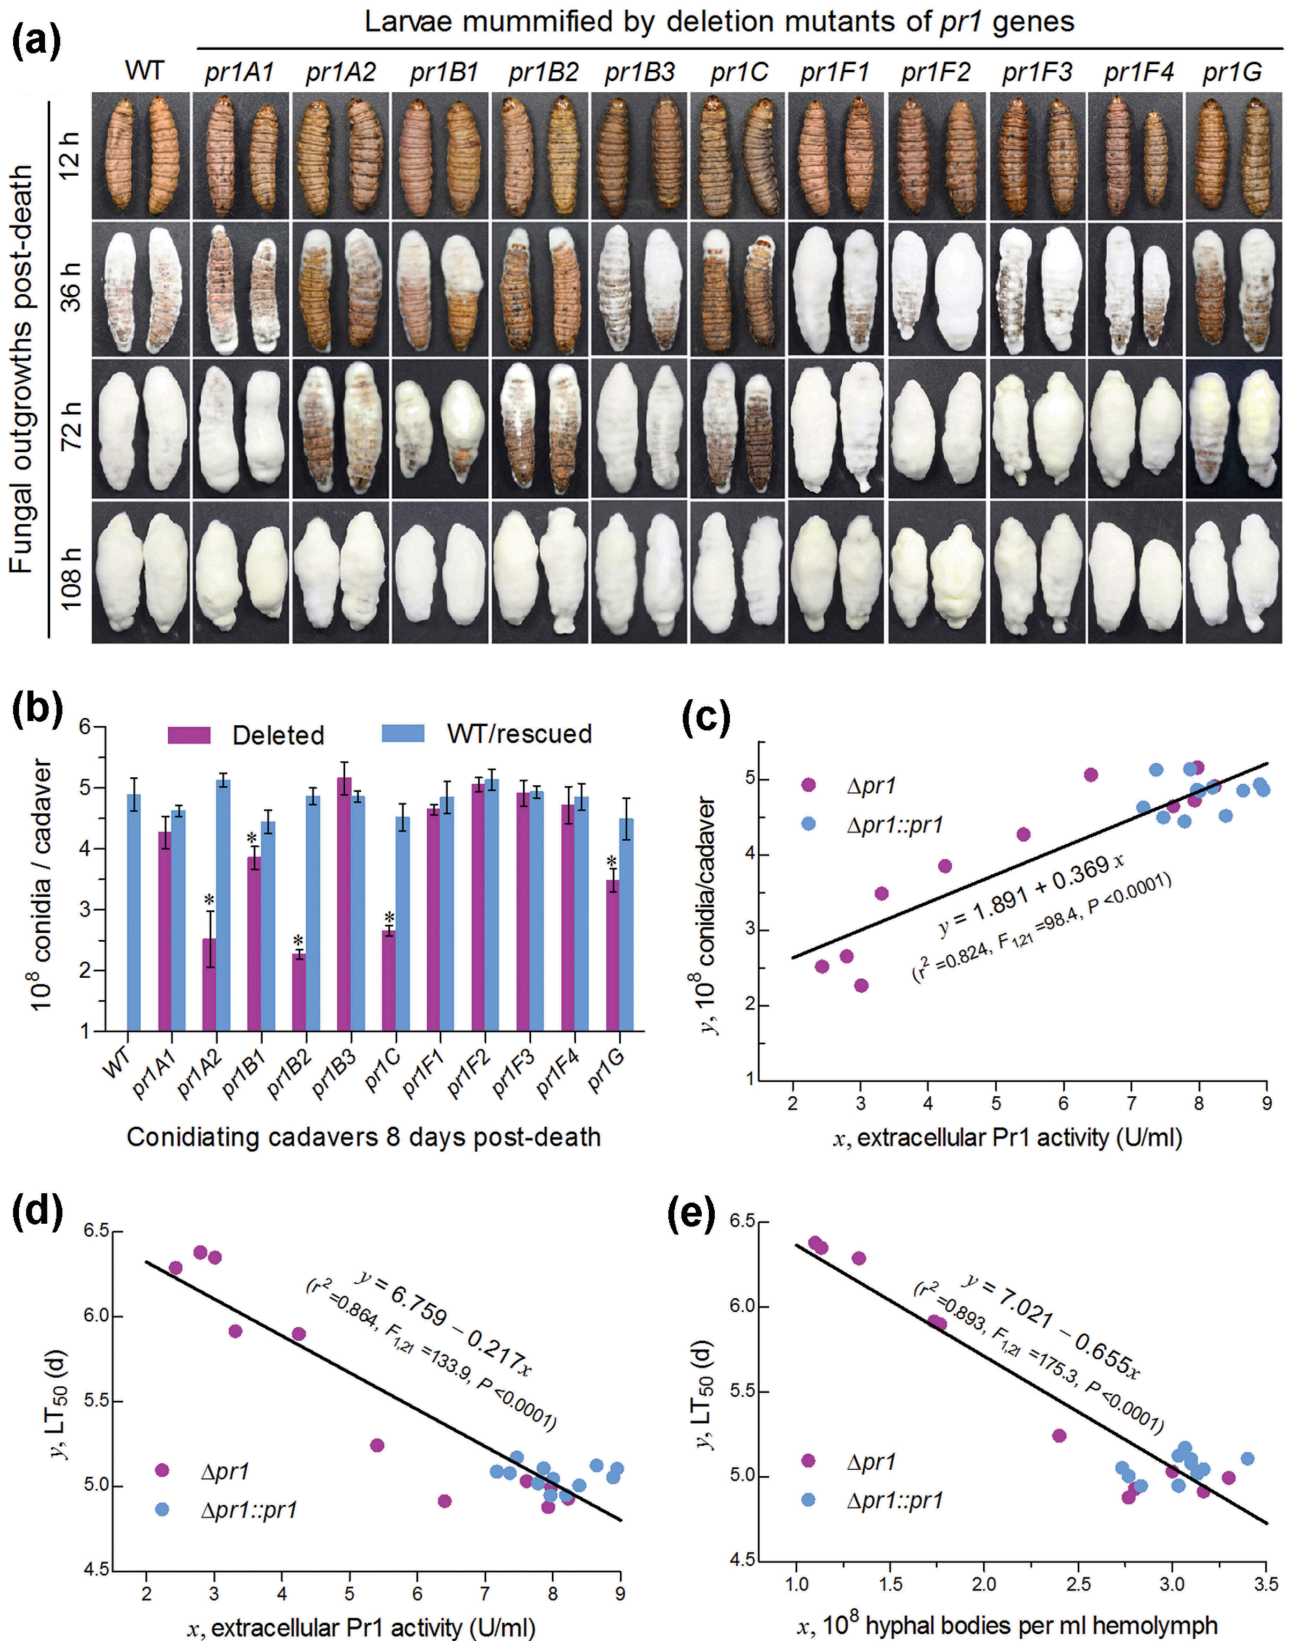 (a)
Larvae mummified by deletion mutants of pr1 genes
WT pr1A1 pr1A2 pr1B1 pr1B2 pr1B3 pr1C pr1F1 pr1F2 pr1F3 pr1F4 pr1G
Fungal outgrowths post-death
12 h
36 h
72 h
108 h
(b)
Deleted
WT/rescued
10⁸ conidia / cadaver
6
5
4
3
2
1
WT pr1A1 pr1A2 pr1B1 pr1B2 pr1B3 pr1C pr1F1 pr1F2 pr1F3 pr1F4 pr1G
* * * * *
Conidiating cadavers 8 days post-death
(c)
Δpr1
Δpr1::pr1
y, 10⁸ conidia/cadaver
5
4
3
2
1
y = 1.891 + 0.369 x
(r² =0.824, F1,21 =98.4, P <0.0001)
2 3 4 5 6 7 8 9
x, extracellular Pr1 activity (U/ml)
(d)
y, LT50 (d)
6.5
6.0
5.5
5.0
4.5
y = 6.759 – 0.217x
(r² =0.864, F1,21 =133.9, P <0.0001)
Δpr1
Δpr1::pr1
2 3 4 5 6 7 8 9
x, extracellular Pr1 activity (U/ml)
(e)
y, LT50 (d)
6.5
6.0
5.5
5.0
4.5
y = 7.021 – 0.655x
(r² =0.893, F1,21 =175.3, P <0.0001)
Δpr1
Δpr1::pr1
1.0 1.5 2.0 2.5 3.0 3.5
x, 10⁸ hyphal bodies per ml hemolymph